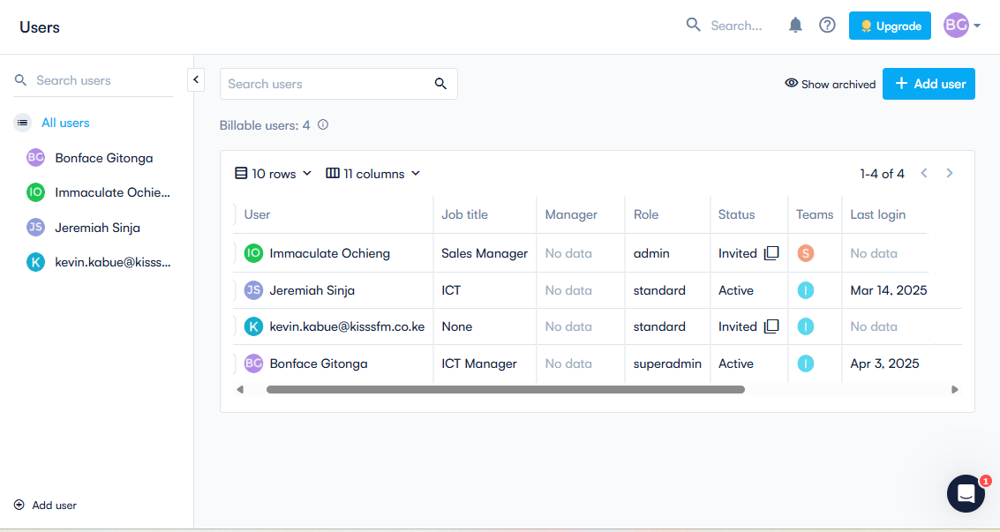 Users
Search...
Upgrade
BG
Search users
All users
BG Bonface Gitonga
IO Immaculate Ochie...
JS Jeremiah Sinja
K kevin.kabue@kisss...
Add user
Search users
Show archived
Add user
Billable users: 4
10 rows 11 columns 1-4 of 4
User Job title Manager Role Status Teams Last login
IO Immaculate Ochieng Sales Manager No data admin Invited S No data
JS Jeremiah Sinja ICT No data standard Active I Mar 14, 2025
K kevin.kabue@kisssfm.co.ke None No data standard Invited I No data
BG Bonface Gitonga ICT Manager No data superadmin Active I Apr 3, 2025
1